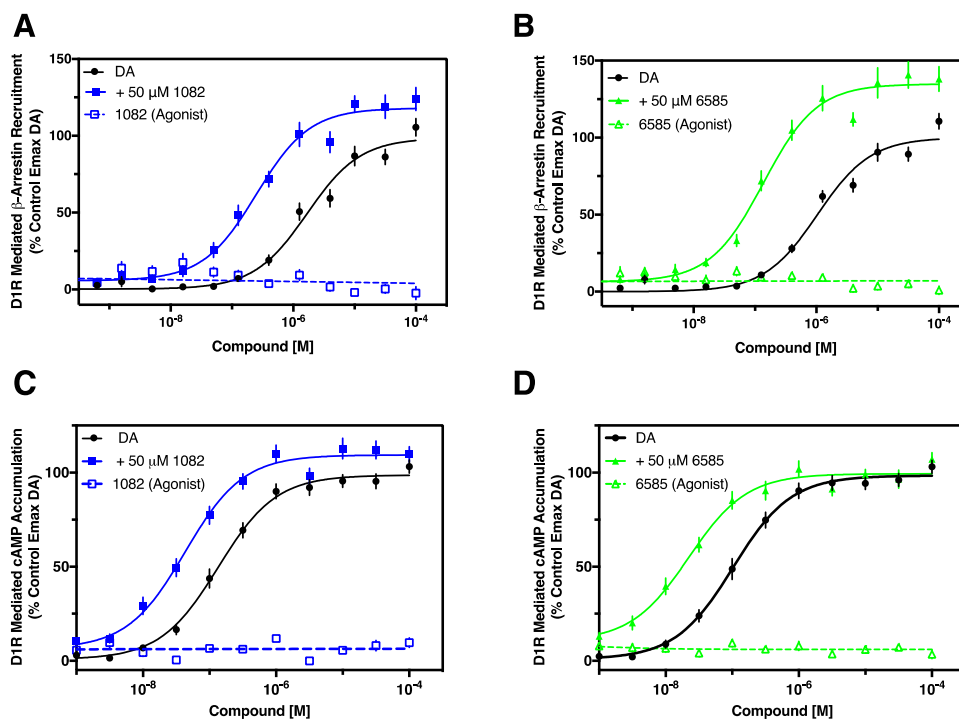 A
D1R Mediated β-Arrestin Recruitment
(% Control Emax DA)
150
100
50
0
DA
+ 50 µM 1082
1082 (Agonist)
10-8
10-6
10-4
Compound [M]
B
D1R Mediated β-Arrestin Recruitment
(% Control Emax DA)
150
100
50
0
DA
+ 50 µM 6585
6585 (Agonist)
10-8
10-6
10-4
Compound [M]
C
D1R Mediated cAMP Accumulation
(% Control Emax DA)
100
50
0
DA
+ 50 µM 1082
1082 (Agonist)
10-8
10-6
10-4
Compound [M]
D
D1R Mediated cAMP Accumulation
(% Control Emax DA)
100
50
0
DA
+ 50 µM 6585
6585 (Agonist)
10-8
10-6
10-4
Compound [M]